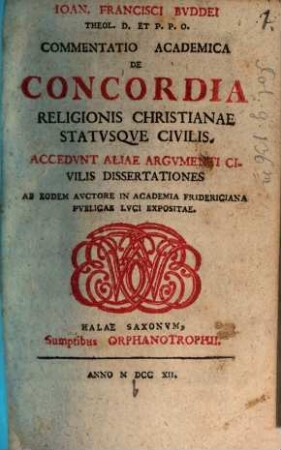 IOAN. FRANCISCI BVDDEI
THEOL. D. ET P. P. O.
COMMENTATIO ACADEMICA
DE
CONCORDIA
RELIGIONIS CHRISTIANAE
STATVSQVE CIVILIS.
ACCEDVNT ALIAE ARGVMENTI CI-
VILIS DISSERTATIONES
AB EODEM AVCTORE IN ACADEMIA FRIDERICIANA
PVBLICAE LVCI EXPOSITAE.
HALAE SAXONVM,
Sumptibus ORPHANOTROPHII.
ANNO M DCC XII.